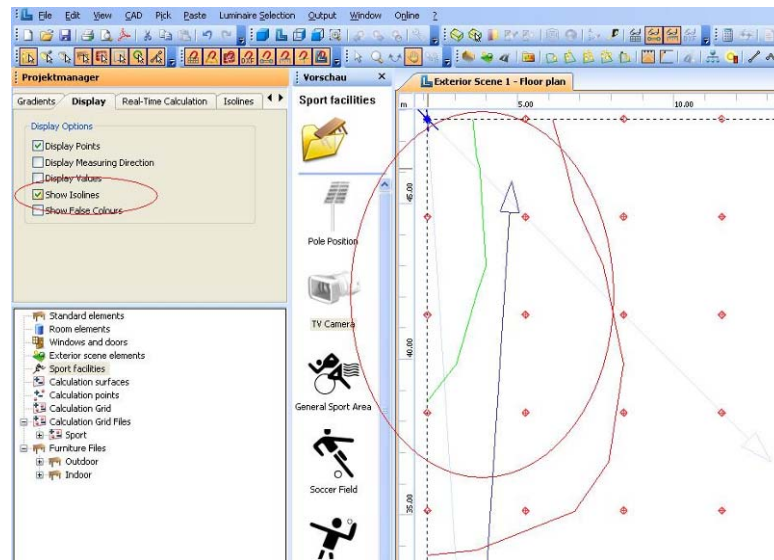 File Edit View CAD Pick Paste Luminaire Selection Output Window Online ?
Projektmanager
Gradients Display Real-Time Calculation Isolines
Display Options
Display Points
Display Measuring Direction
Display Values
Show Isolines
Show False Colours
Standard elements
Room elements
Windows and doors
Exterior scene elements
Sport facilities
Calculation surfaces
Calculation points
Calculation Grid
Calculation Grid Files
Sport
Furniture Files
Outdoor
Indoor
Vorschau X
Sport facilities
Pole Position
TV Camera
General Sport Area
Soccer Field
Exterior Scene 1 - Floor plan
m 5.00 10.00
45.00
40.00
35.00